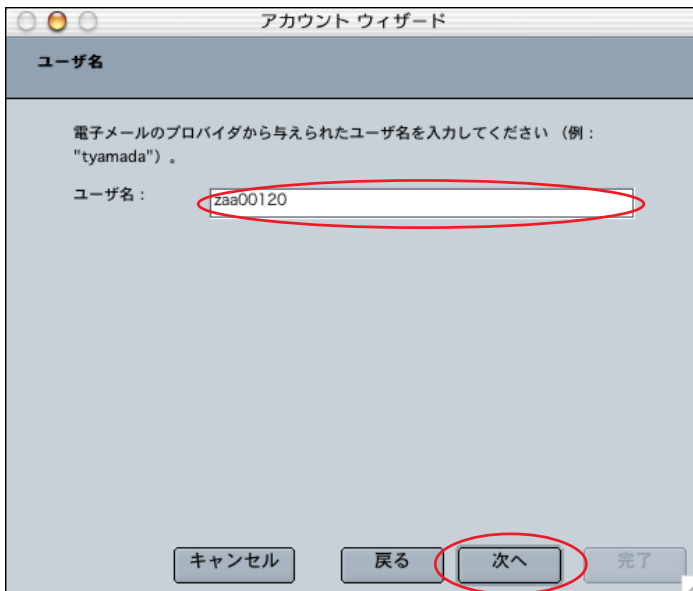 アカウント ウィザード
ユーザ名
電子メールのプロバイダから与えられたユーザ名を入力してください （例：
"tyamada"）。
ユーザ名：
zaa00120
キャンセル
戻る
次へ
完了